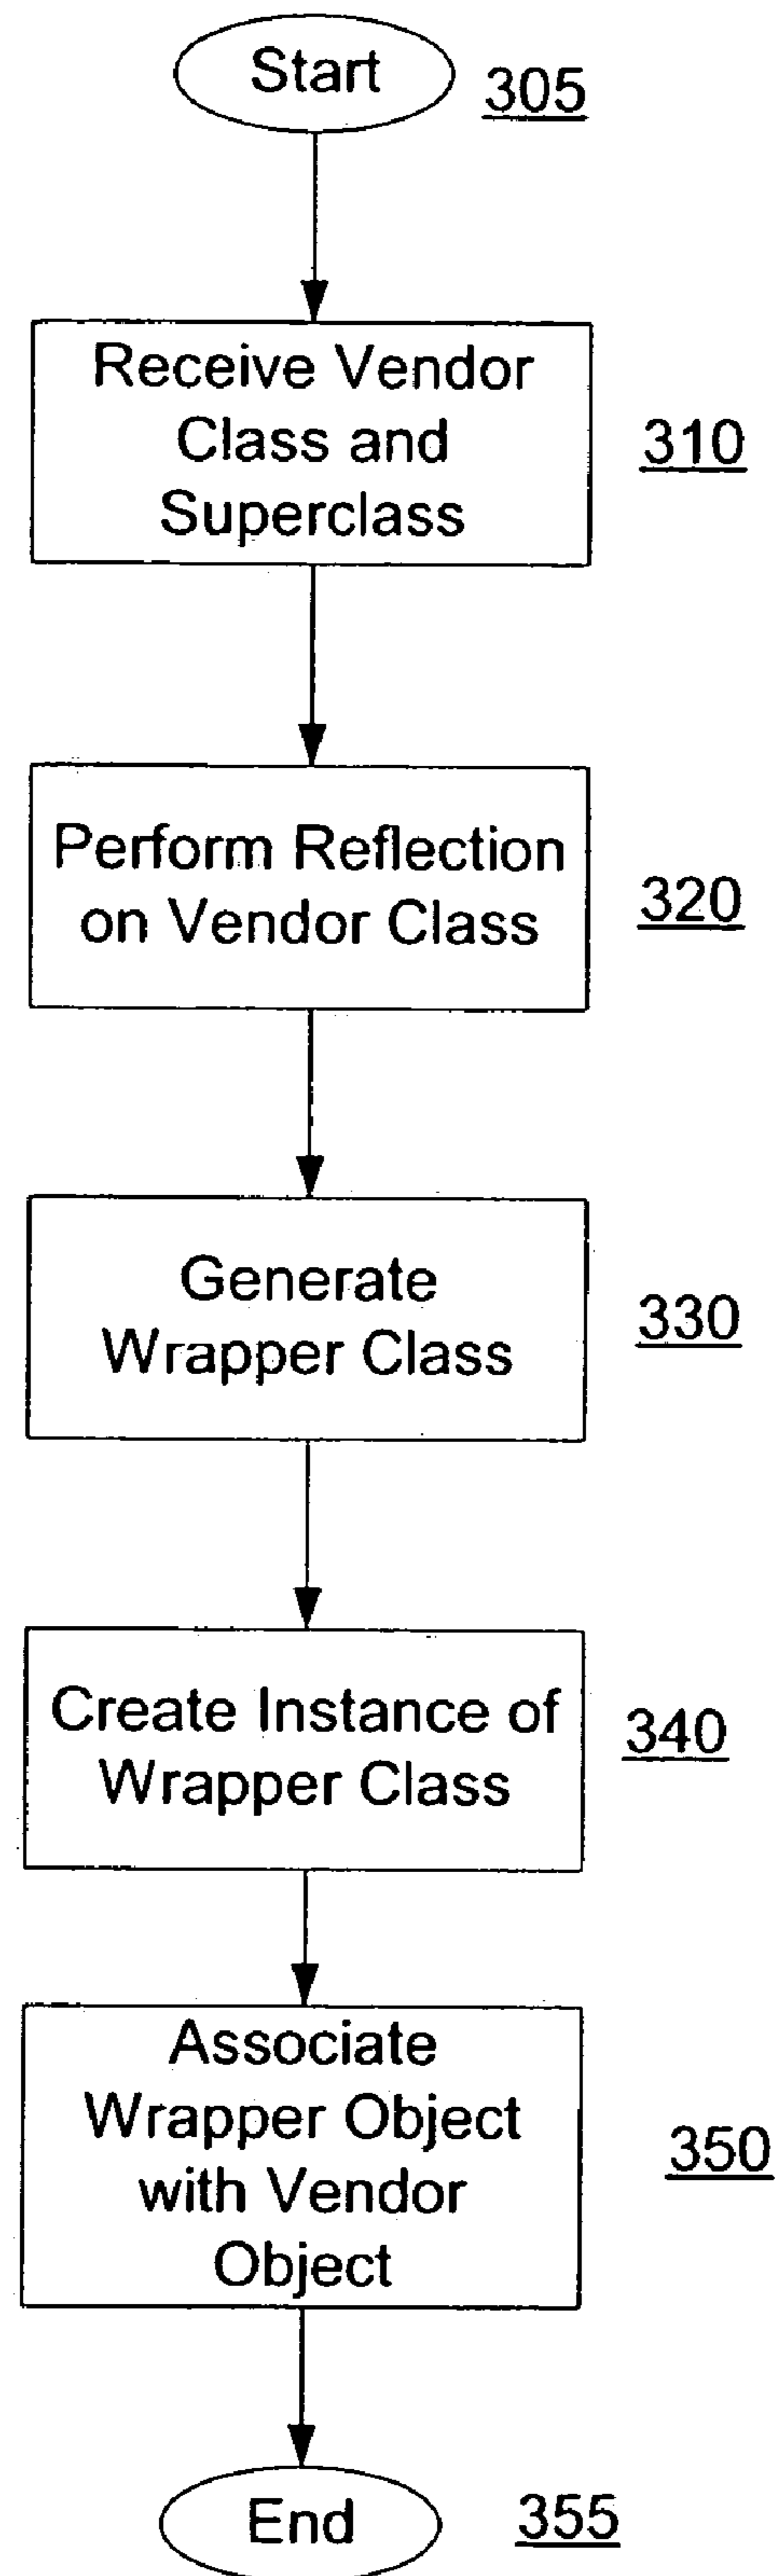 Start
305
Receive Vendor
Class and
Superclass
310
Perform Reflection
on Vendor Class
320
Generate
Wrapper Class
330
Create Instance of
Wrapper Class
340
Associate
Wrapper Object
with Vendor
Object
350
End
355